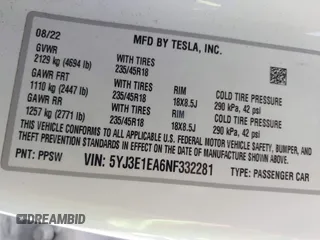 MFD BY TESLA, INC.
08/22
GVWR
2129 kg (4694 lb)
WITH TIRES
235/45R18
GAWR FRT
1110 kg (2447 lb)
WITH TIRES
235/45R18
RIM
18X8.5J
COLD TIRE PRESSURE
290 kPa, 42 psi
GAWR RR
1257 kg (2771 lb)
WITH TIRES
235/45R18
RIM
18X8.5J
COLD TIRE PRESSURE
290 kPa, 42 psi
THIS VEHICLE CONFORMS TO ALL APPLICABLE U.S. FEDERAL MOTOR VEHICLE SAFETY, BUMPER, AND THEFT PREVENTION STANDARDS IN EFFECT ON THE DATE OF MANUFACTURE SHOWN ABOVE.
PNT: PPSW
VIN: 5YJ3E1EA6NF332281
TYPE: PASSENGER CAR
DREAMBID
AUTOBIDMASTER